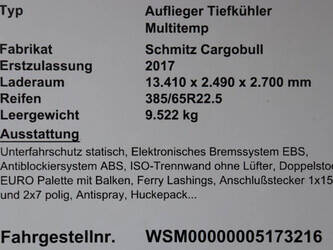 Typ Auflieger Tiefkühler
Multitemp
Fabrikat Schmitz Cargobull
Erstzulassung 2017
Laderaum 13.410 x 2.490 x 2.700 mm
Reifen 385/65R22.5
Leergewicht 9.522 kg
Ausstattung
Unterfahrschutz statisch, Elektronisches Bremssystem EBS,
Antiblockiersystem ABS, ISO-Trennwand ohne Lüfter, Doppelsto
EURO Palette mit Balken, Ferry Lashings, Anschlußstecker 1x15
und 2x7 polig, Antispray, Huckepack...
Fahrgestellnr. WSM00000005173216